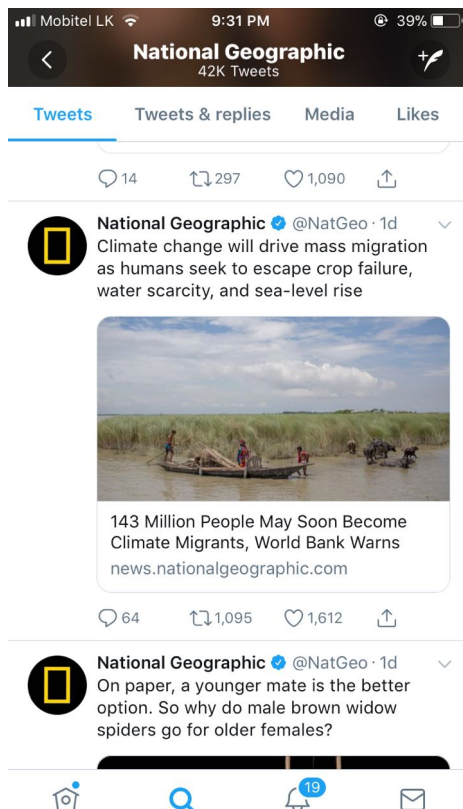 Mobitel LK 9:31 PM 39%
National Geographic
42K Tweets
Tweets Tweets & replies Media Likes
14 297 1,090
National Geographic @NatGeo · 1d
Climate change will drive mass migration
as humans seek to escape crop failure,
water scarcity, and sea-level rise
143 Million People May Soon Become
Climate Migrants, World Bank Warns
news.nationalgeographic.com
64 1,095 1,612
National Geographic @NatGeo · 1d
On paper, a younger mate is the better
option. So why do male brown widow
spiders go for older females?
19